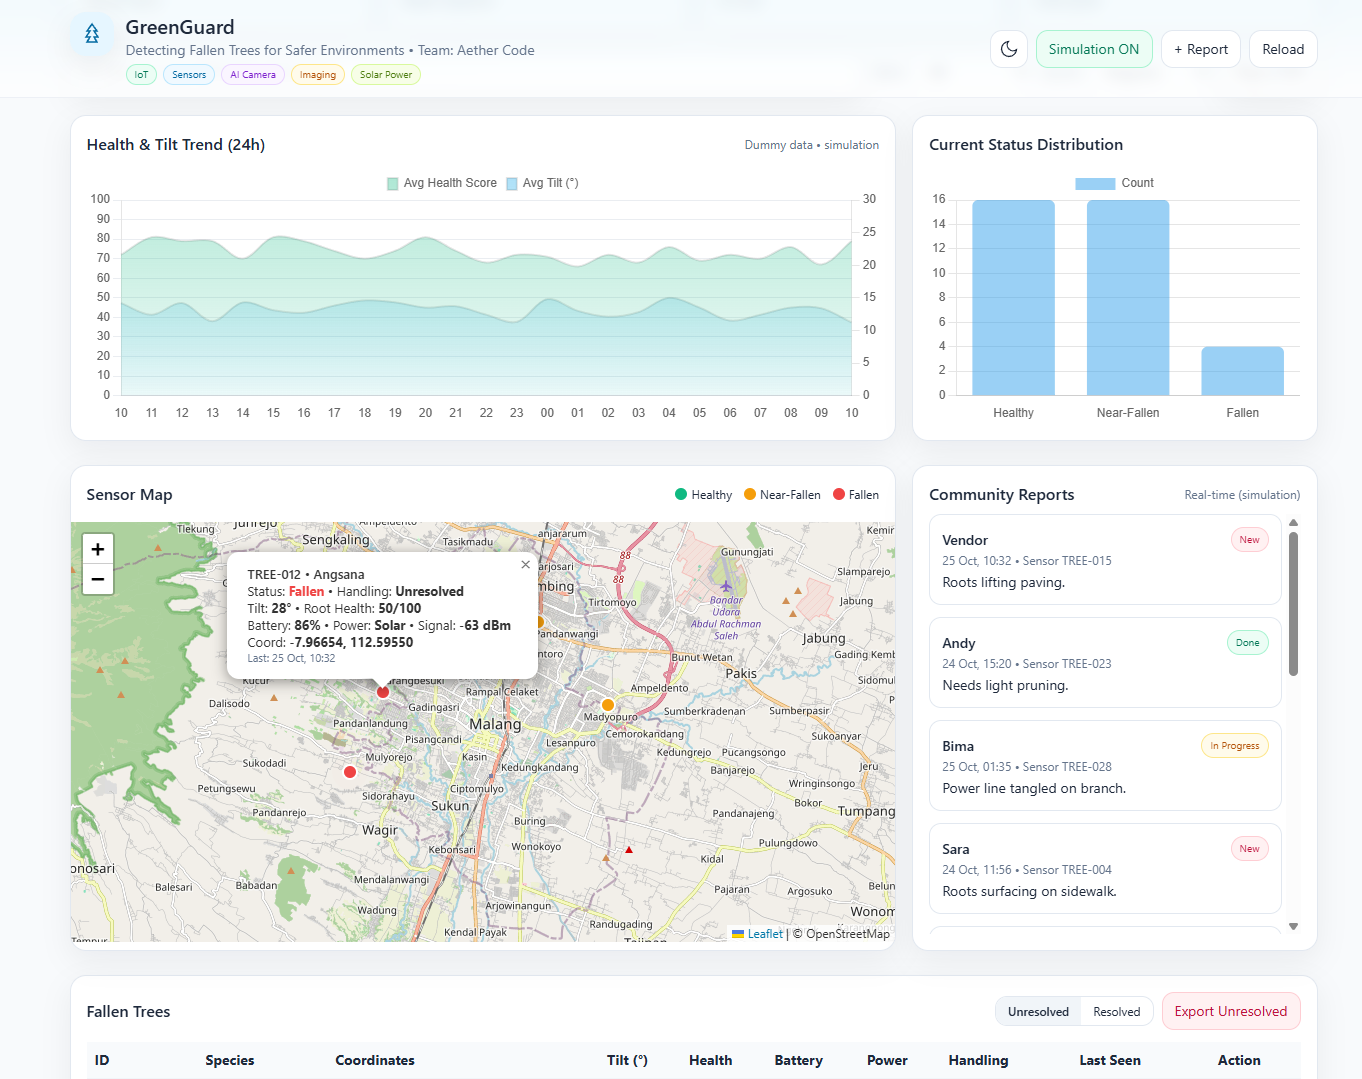 GreenGuard
Detecting Fallen Trees for Safer Environments • Team: Aether Code
IoT Sensors AI Camera Imaging Solar Power
Simulation ON + Report Reload
Health & Tilt Trend (24h)
Dummy data • simulation
Avg Health Score Avg Tilt (°)
100
90
80
70
60
50
40
30
20
10
0
30
25
20
15
10
5
0
10 11 12 13 14 15 16 17 18 19 20 21 22 23 00 01 02 03 04 05 06 07 08 09 10
Current Status Distribution
Count
16
14
12
10
8
6
4
2
0
Healthy Near-Fallen Fallen
Sensor Map
Healthy Near-Fallen Fallen
+
−
TREE-012 • Angsana
×
Status: Fallen • Handling: Unresolved
Tilt: 28° • Root Health: 50/100
Battery: 86% • Power: Solar • Signal: -63 dBm
Coord: -7.96654, 112.59550
Last: 25 Oct, 10:32
Tlekung
Junrejo
Ampeldento
Sengkaling
Tasikmadu
anjararum
Kemir
88
Gunungjati
arjosari
88
Slamparejo
mbing
Tirtomoyo
Bandar
Udara
Abdul Rachman
Saleh
Jabung
Pandanwangi
Jabung
Gading Kemb
ntoro
Bunut Wetan
Pakis
Kucur
arangbesuki
Sidomul
Rampal Celaket
Ampeldento
Dalisodo
Gadingasri
Madyopuro
Sumberkradenan
Sumberpasir
Pandanlandung
Malang
Cemorokandang
Sukoanyar
Pisangcandi
Lesanpuro
Kedungrejo
Pucangsongo
Mulyorejo
Kasin
Sukodadi
Kedungkandang
Banjarejo
Jeru
Petungsewu
Ciptomulyo
Wringinsongo
Sidorahayu
Sukun
Bokor
Tumpang
Pandanajeng
Buring
Wagir
Wonokoyo
Pulungdowo
Kebonsari
Kidal
onosari
Mendalanwangi
Balesari
Babadan
Pajaran
Argosuko
Belun
Arjowinangun
Wadung
Wonom
Randugading
Kendal Payak
Tempur
Tajinan
Leaflet | © OpenStreetMap
Community Reports
Real-time (simulation)
Vendor
New
25 Oct, 10:32 • Sensor TREE-015
Roots lifting paving.
Andy
Done
24 Oct, 15:20 • Sensor TREE-023
Needs light pruning.
Bima
In Progress
25 Oct, 01:35 • Sensor TREE-028
Power line tangled on branch.
Sara
New
24 Oct, 11:56 • Sensor TREE-004
Roots surfacing on sidewalk.
Fallen Trees
Unresolved Resolved Export Unresolved
ID Species Coordinates Tilt (°) Health Battery Power Handling Last Seen Action